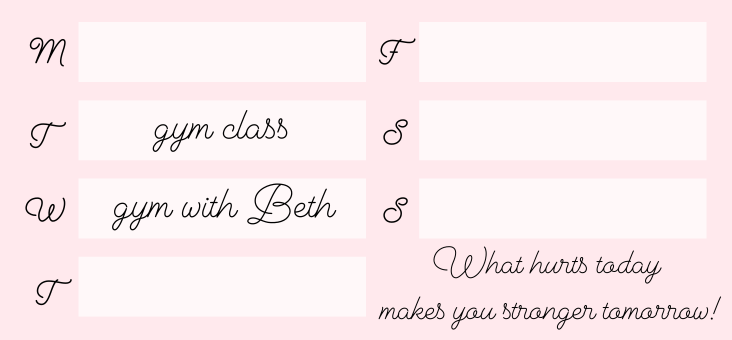 M
T gym class
W gym with Beth
T
F
S
S
What hurts today
makes you stronger tomorrow!